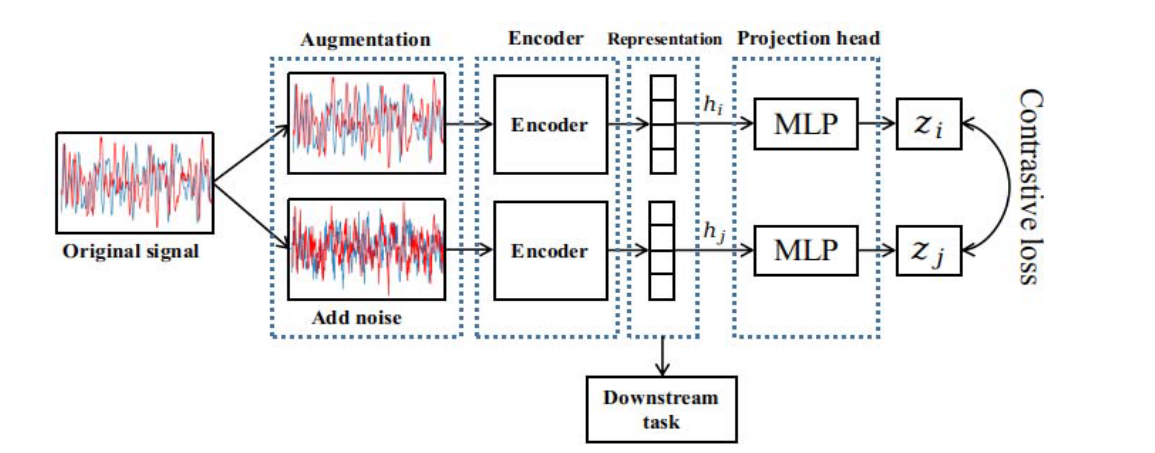 Augmentation
Encoder
Representation
Projection head
Original signal
Add noise
Encoder
Encoder
h_i
h_j
MLP
MLP
z_i
z_j
Contrastive loss
Downstream
task